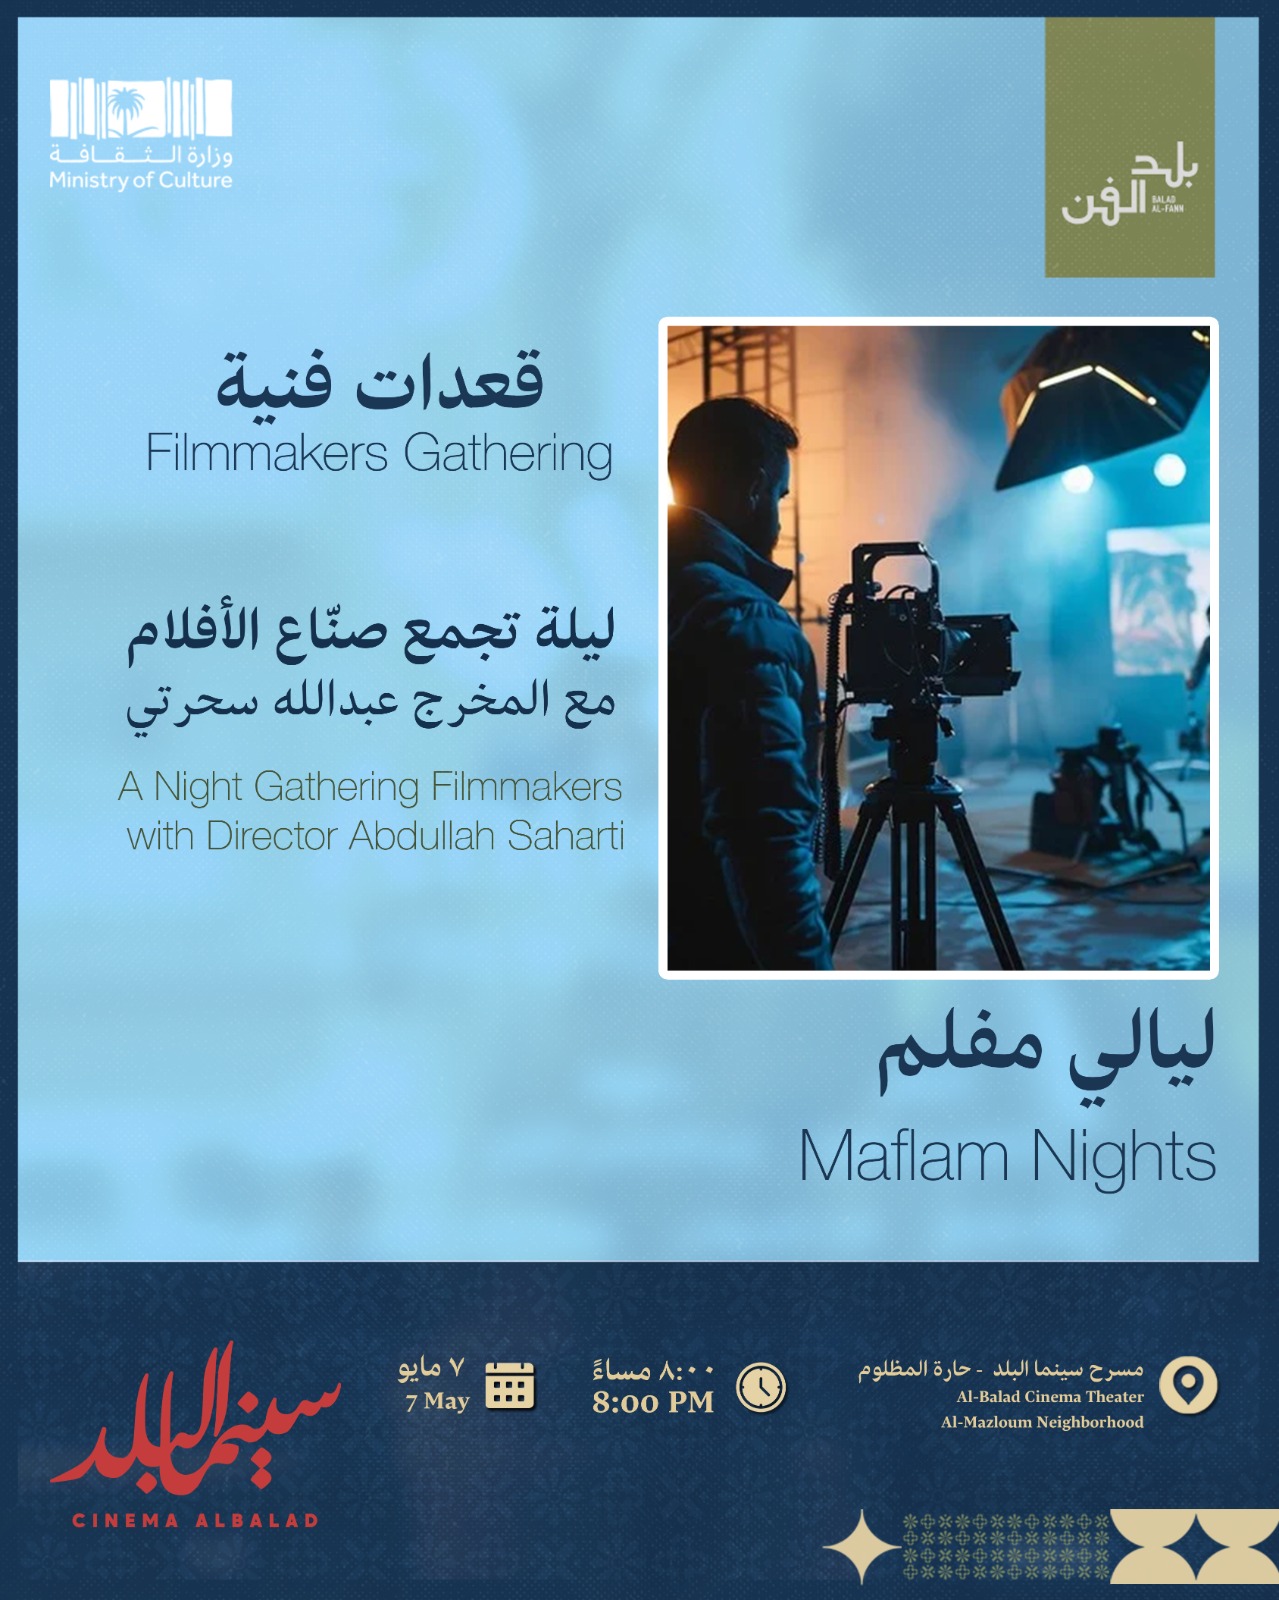 وزارة الـثـقـافـة
Ministry of Culture
بلد
الفن
BALAD
AL-FANN
قعدات فنية
Filmmakers Gathering
ليلة تجمع صنّاع الأفلام
مع المخرج عبدالله سحرتي
A Night Gathering Filmmakers
with Director Abdullah Saharti
ليالي مفلم
Maflam Nights
مسرح سينما البلد - حارة المظلوم
Al-Balad Cinema Theater
Al-Mazloum Neighborhood
٨:٠٠ مساءً
8:00 PM
٧ مايو
7 May
سينما البلد
CINEMA ALBALAD